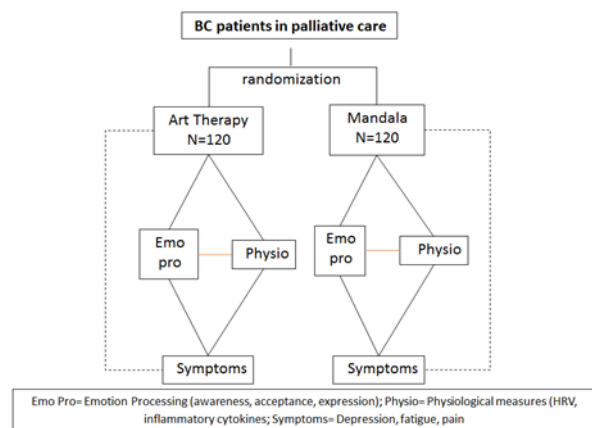 BC patients in palliative care
randomization
Art Therapy
N=120
Mandala
N=120
Emo
pro
Physio
Emo
pro
Physio
Symptoms
Symptoms
Emo Pro= Emotion Processing (awareness, acceptance, expression); Physio= Physiological measures (HRV,
inflammatory cytokines; Symptoms= Depression, fatigue, pain